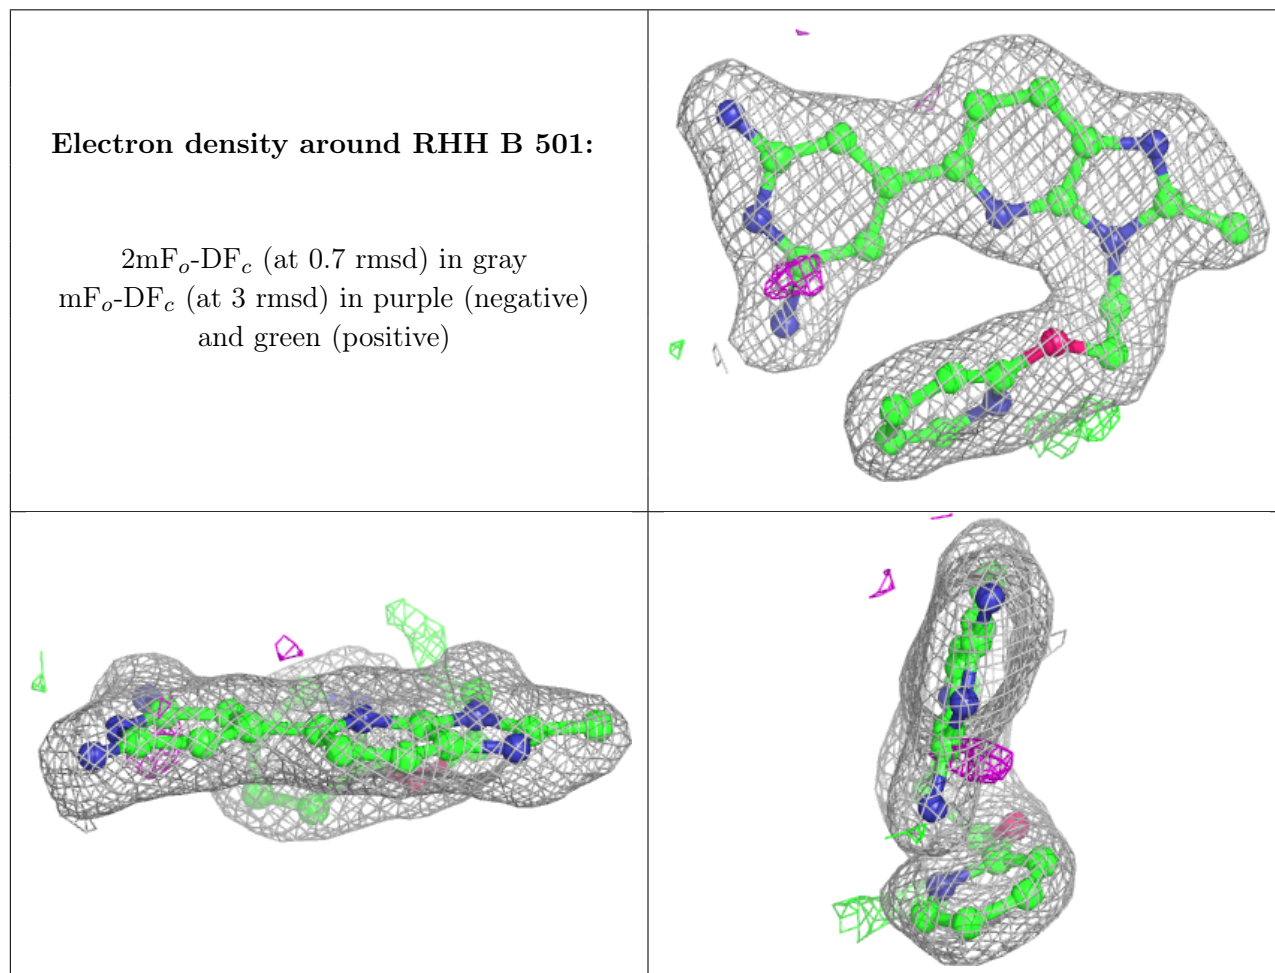 Electron density around RHH B 501:
2mFo-DFc (at 0.7 rmsd) in gray
mFo-DFc (at 3 rmsd) in purple (negative)
and green (positive)